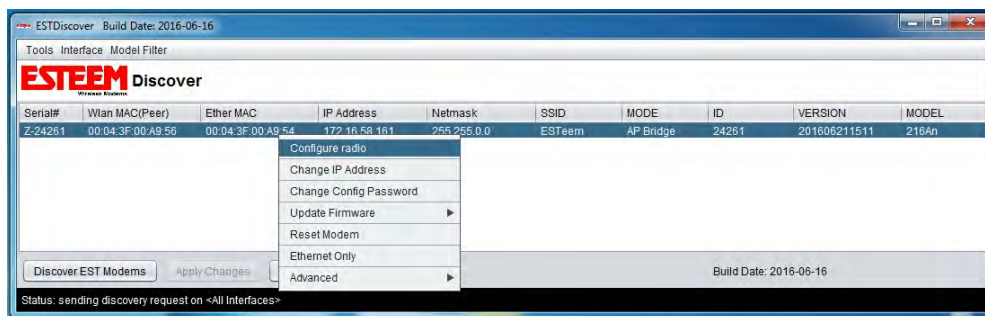 ESTDiscover Build Date: 2016-06-16
Tools Interface Model Filter
ESTEEM Discover
Wireless Modems
Serial# Wlan MAC(Peer) Ether MAC IP Address Netmask SSID MODE ID VERSION MODEL
Z-24261 00:04:3F:00:A9:56 00:04:3F:00:A9:54 172.16.58.161 255.255.0.0 ESTeem AP Bridge 24261 201606211511 216An
Configure radio
Change IP Address
Change Config Password
Update Firmware
Reset Modem
Ethernet Only
Advanced
Discover EST Modems Apply Changes Build Date: 2016-06-16
Status: sending discovery request on <All Interfaces>